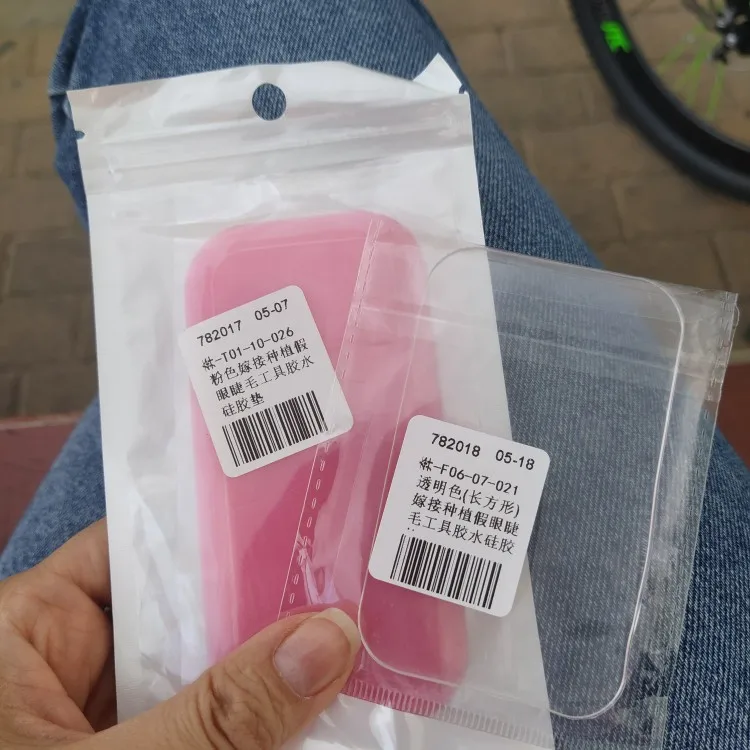 782017 05-07
T01-10-026
粉色嫁接种植假
眼睫毛工具胶水
硅胶垫
782018 05-18
F06-07-021
透明色(长方形)
嫁接种植假眼睫
毛工具胶水硅胶